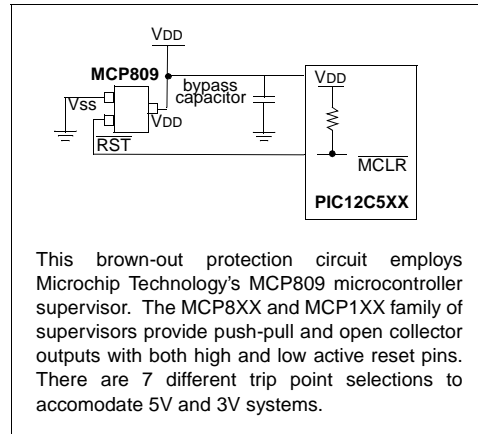 VDD
MCP809
VDD
bypass
capacitor
Vss
VDD
RST
MCLR
PIC12C5XX
This brown-out protection circuit employs
Microchip Technology's MCP809 microcontroller
supervisor. The MCP8XX and MCP1XX family of
supervisors provide push-pull and open collector
outputs with both high and low active reset pins.
There are 7 different trip point selections to
accomodate 5V and 3V systems.